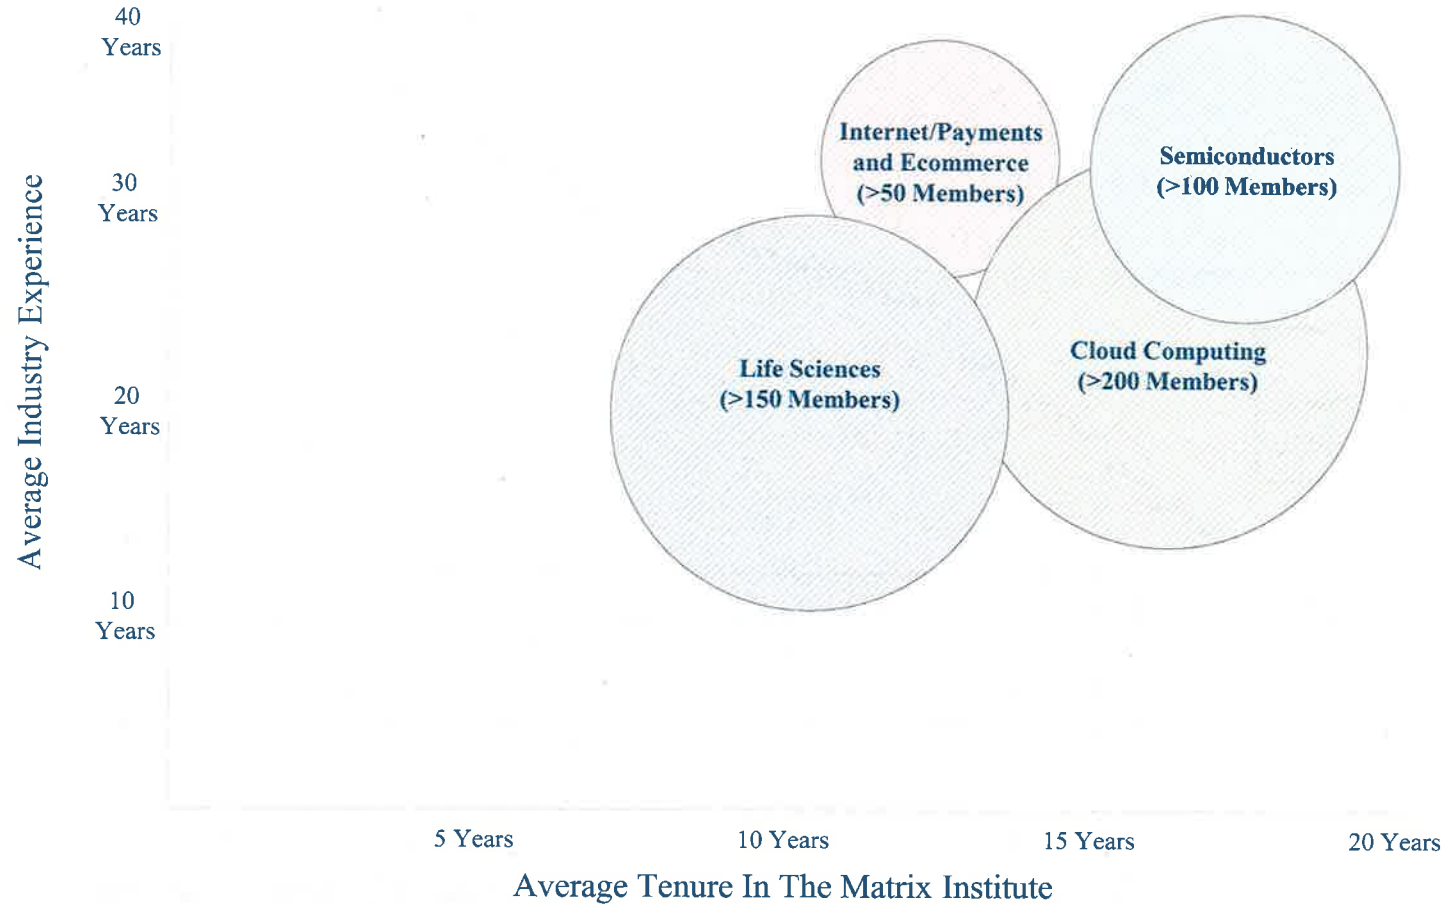 40
Years
30
Years
20
Years
10
Years
Average Industry Experience
Internet/Payments
and Ecommerce
(>50 Members)
Semiconductors
(>100 Members)
Life Sciences
(>150 Members)
Cloud Computing
(>200 Members)
5 Years
10 Years
15 Years
20 Years
Average Tenure In The Matrix Institute